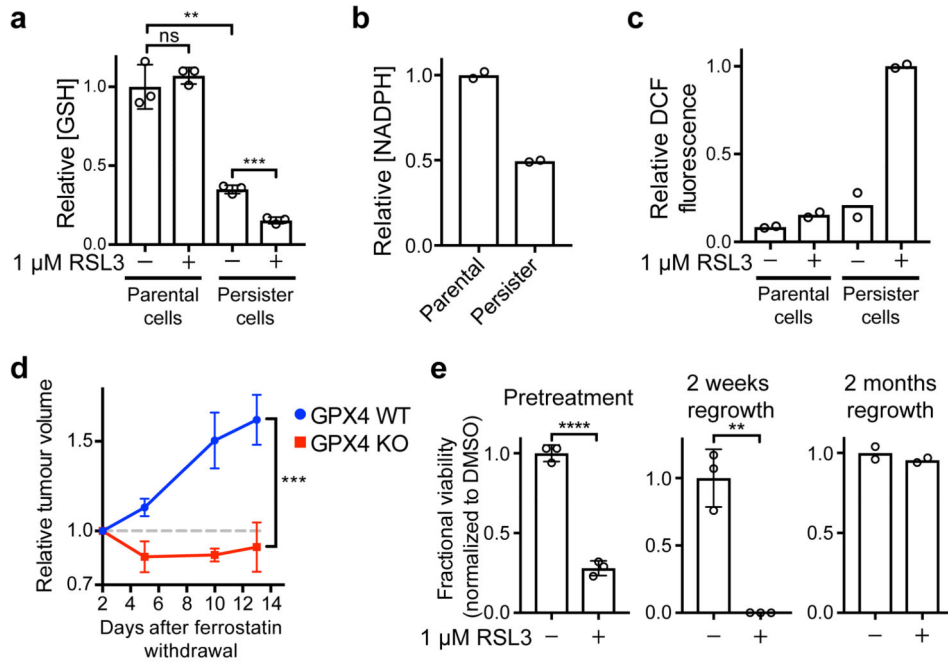 a
Relative [GSH]
1.0
0.5
0.0
**
ns
***
1 µM RSL3
− + − +
Parental cells
Persister cells
b
Relative [NADPH]
1.0
0.5
0.0
Parental
Persister
c
Relative DCF
fluorescence
1.0
0.5
0.0
1 µM RSL3
− + − +
Parental
cells
Persister
cells
d
Relative tumour volume
1.5
1.0
0.7
2 4 6 8 10 12 14
Days after ferrostatin
withdrawal
GPX4 WT
GPX4 KO
***
e
Fractional viability
(normalized to DMSO)
Pretreatment
1.0
0.5
0.0
****
− +
2 weeks
regrowth
1.0
0.5
0.0
**
− +
2 months
regrowth
1.0
0.5
0.0
− +
1 µM RSL3